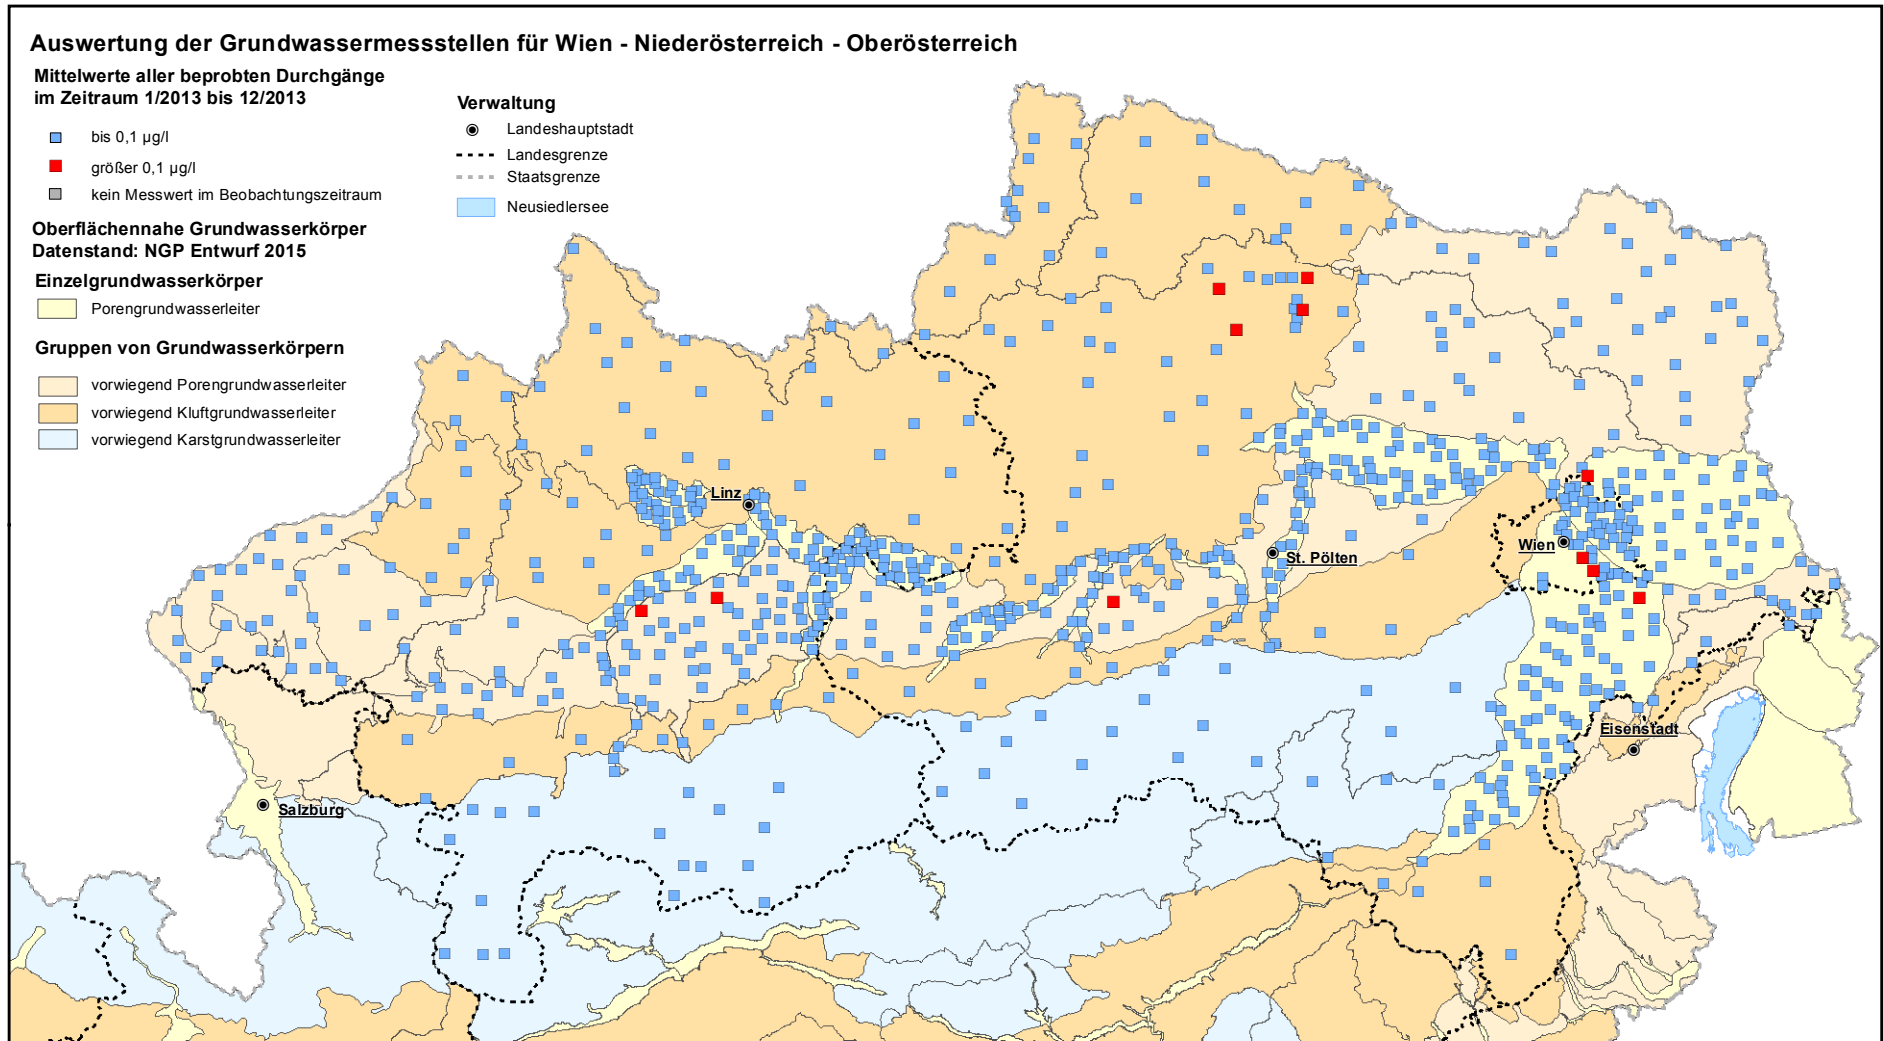 Auswertung der Grundwassermessstellen für Wien - Niederösterreich - Oberösterreich
Mittelwerte aller beprobten Durchgänge
im Zeitraum 1/2013 bis 12/2013
bis 0,1 µg/l
größer 0,1 µg/l
kein Messwert im Beobachtungszeitraum
Oberflächennahe Grundwasserkörper
Datenstand: NGP Entwurf 2015
Einzelgrundwasserkörper
Porengrundwasserleiter
Gruppen von Grundwasserkörpern
vorwiegend Porengrundwasserleiter
vorwiegend Kluftgrundwasserleiter
vorwiegend Karstgrundwasserleiter
Verwaltung
Landeshauptstadt
Landesgrenze
Staatsgrenze
Neusiedlersee
Linz
Wien
St. Pölten
Eisenstadt
Salzburg